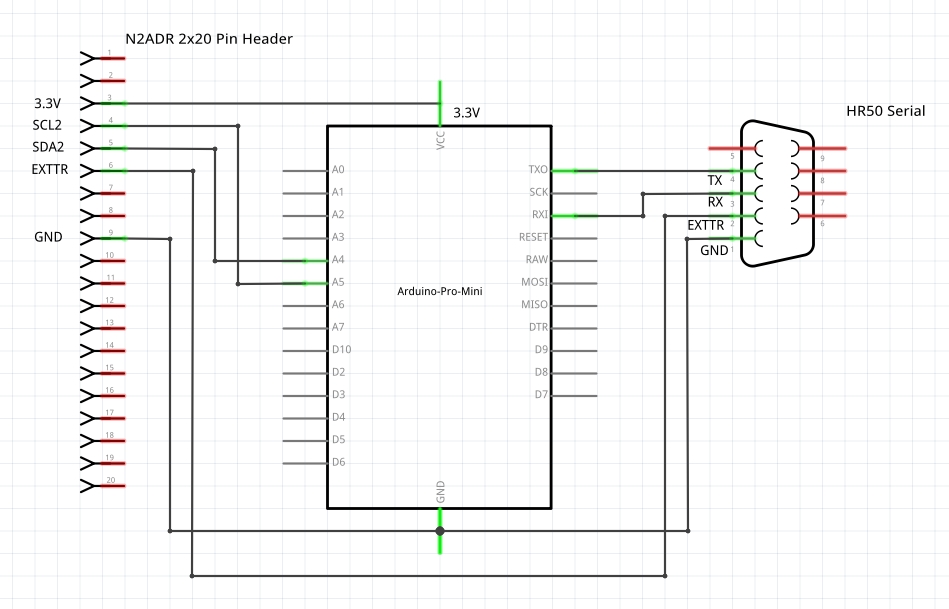 N2ADR 2x20 Pin Header
1
2
3.3V
3
SCL2
4
SDA2
5
EXTTR
6
7
8
GND
9
10
11
12
13
14
15
16
17
18
19
20
3.3V
VCC
A0
A1
A2
A3
A4
A5
A6
A7
D10
D2
D3
D4
D5
D6
Arduino-Pro-Mini
TXO
SCK
RXI
RESET
RAW
MOSI
MISO
DTR
D9
D8
D7
GND
HR50 Serial
5
TX
4
RX
3
EXTTR
2
GND
1
9
8
7
6